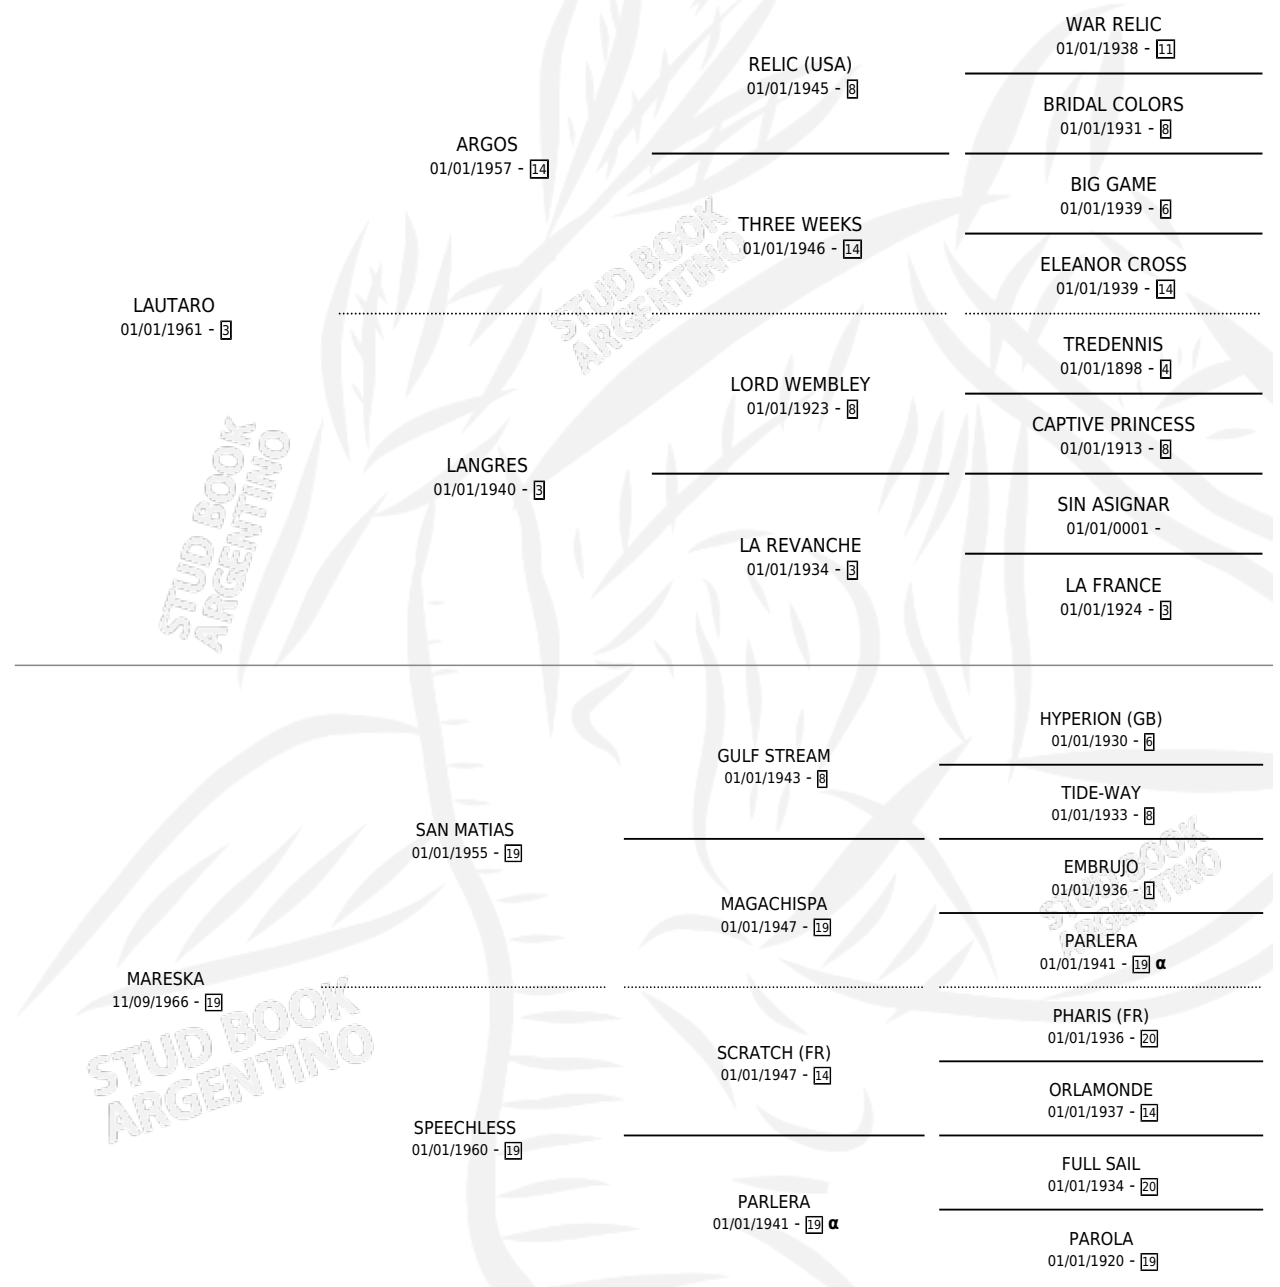 WAR RELIC
01/01/1938 - 11
RELIC (USA)
01/01/1945 - 8
BRIDAL COLORS
01/01/1931 - 8
ARGOS
01/01/1957 - 14
BIG GAME
01/01/1939 - 6
THREE WEEKS
01/01/1946 - 14
ELEANOR CROSS
01/01/1939 - 14
LAUTARO
01/01/1961 - 3
TREDENNIS
01/01/1898 - 4
LORD WEMBLEY
01/01/1923 - 8
CAPTIVE PRINCESS
01/01/1913 - 8
LANGRES
01/01/1940 - 3
SIN ASIGNAR
01/01/0001 -
LA REVANCHE
01/01/1934 - 3
LA FRANCE
01/01/1924 - 3
HYPERION (GB)
01/01/1930 - 6
GULF STREAM
01/01/1943 - 8
TIDE-WAY
01/01/1933 - 8
SAN MATIAS
01/01/1955 - 19
EMBRUJO
01/01/1936 - 1
MAGACHISPA
01/01/1947 - 19
PARLERA
01/01/1941 - 19 α
MARESKA
11/09/1966 - 19
PHARIS (FR)
01/01/1936 - 20
SCRATCH (FR)
01/01/1947 - 14
ORLAMONDE
01/01/1937 - 14
SPEECHLESS
01/01/1960 - 19
FULL SAIL
01/01/1934 - 20
PARLERA
01/01/1941 - 19 α
PAROLA
01/01/1920 - 19
STUD BOOK
ARGENTINO
STUD BOOK
ARGENTINO
STUD BOOK
ARGENTINO
STUD BOOK
ARGENTINO